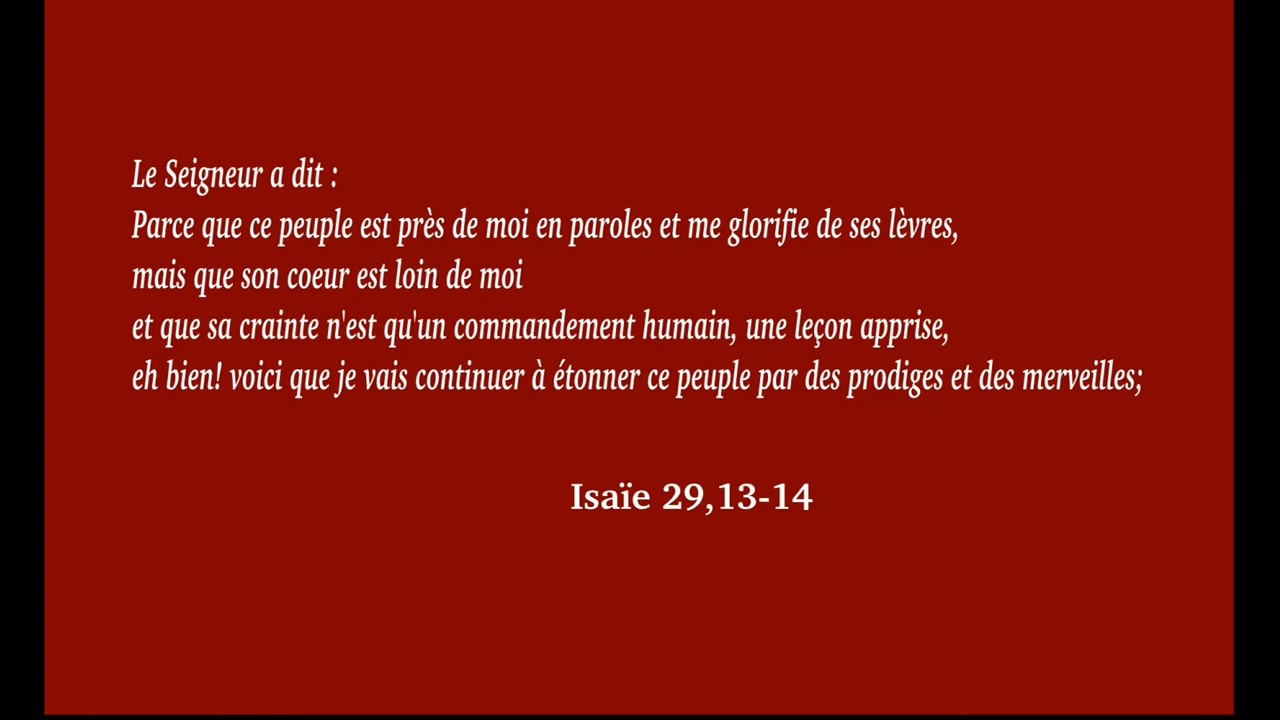 Le Seigneur a dit :
Parce que ce peuple est près de moi en paroles et me glorifie de ses lèvres,
mais que son coeur est loin de moi
et que sa crainte n'est qu'un commandement humain, une leçon apprise,
eh bien! voici que je vais continuer à étonner ce peuple par des prodiges et des merveilles;
Isaïe 29,13-14